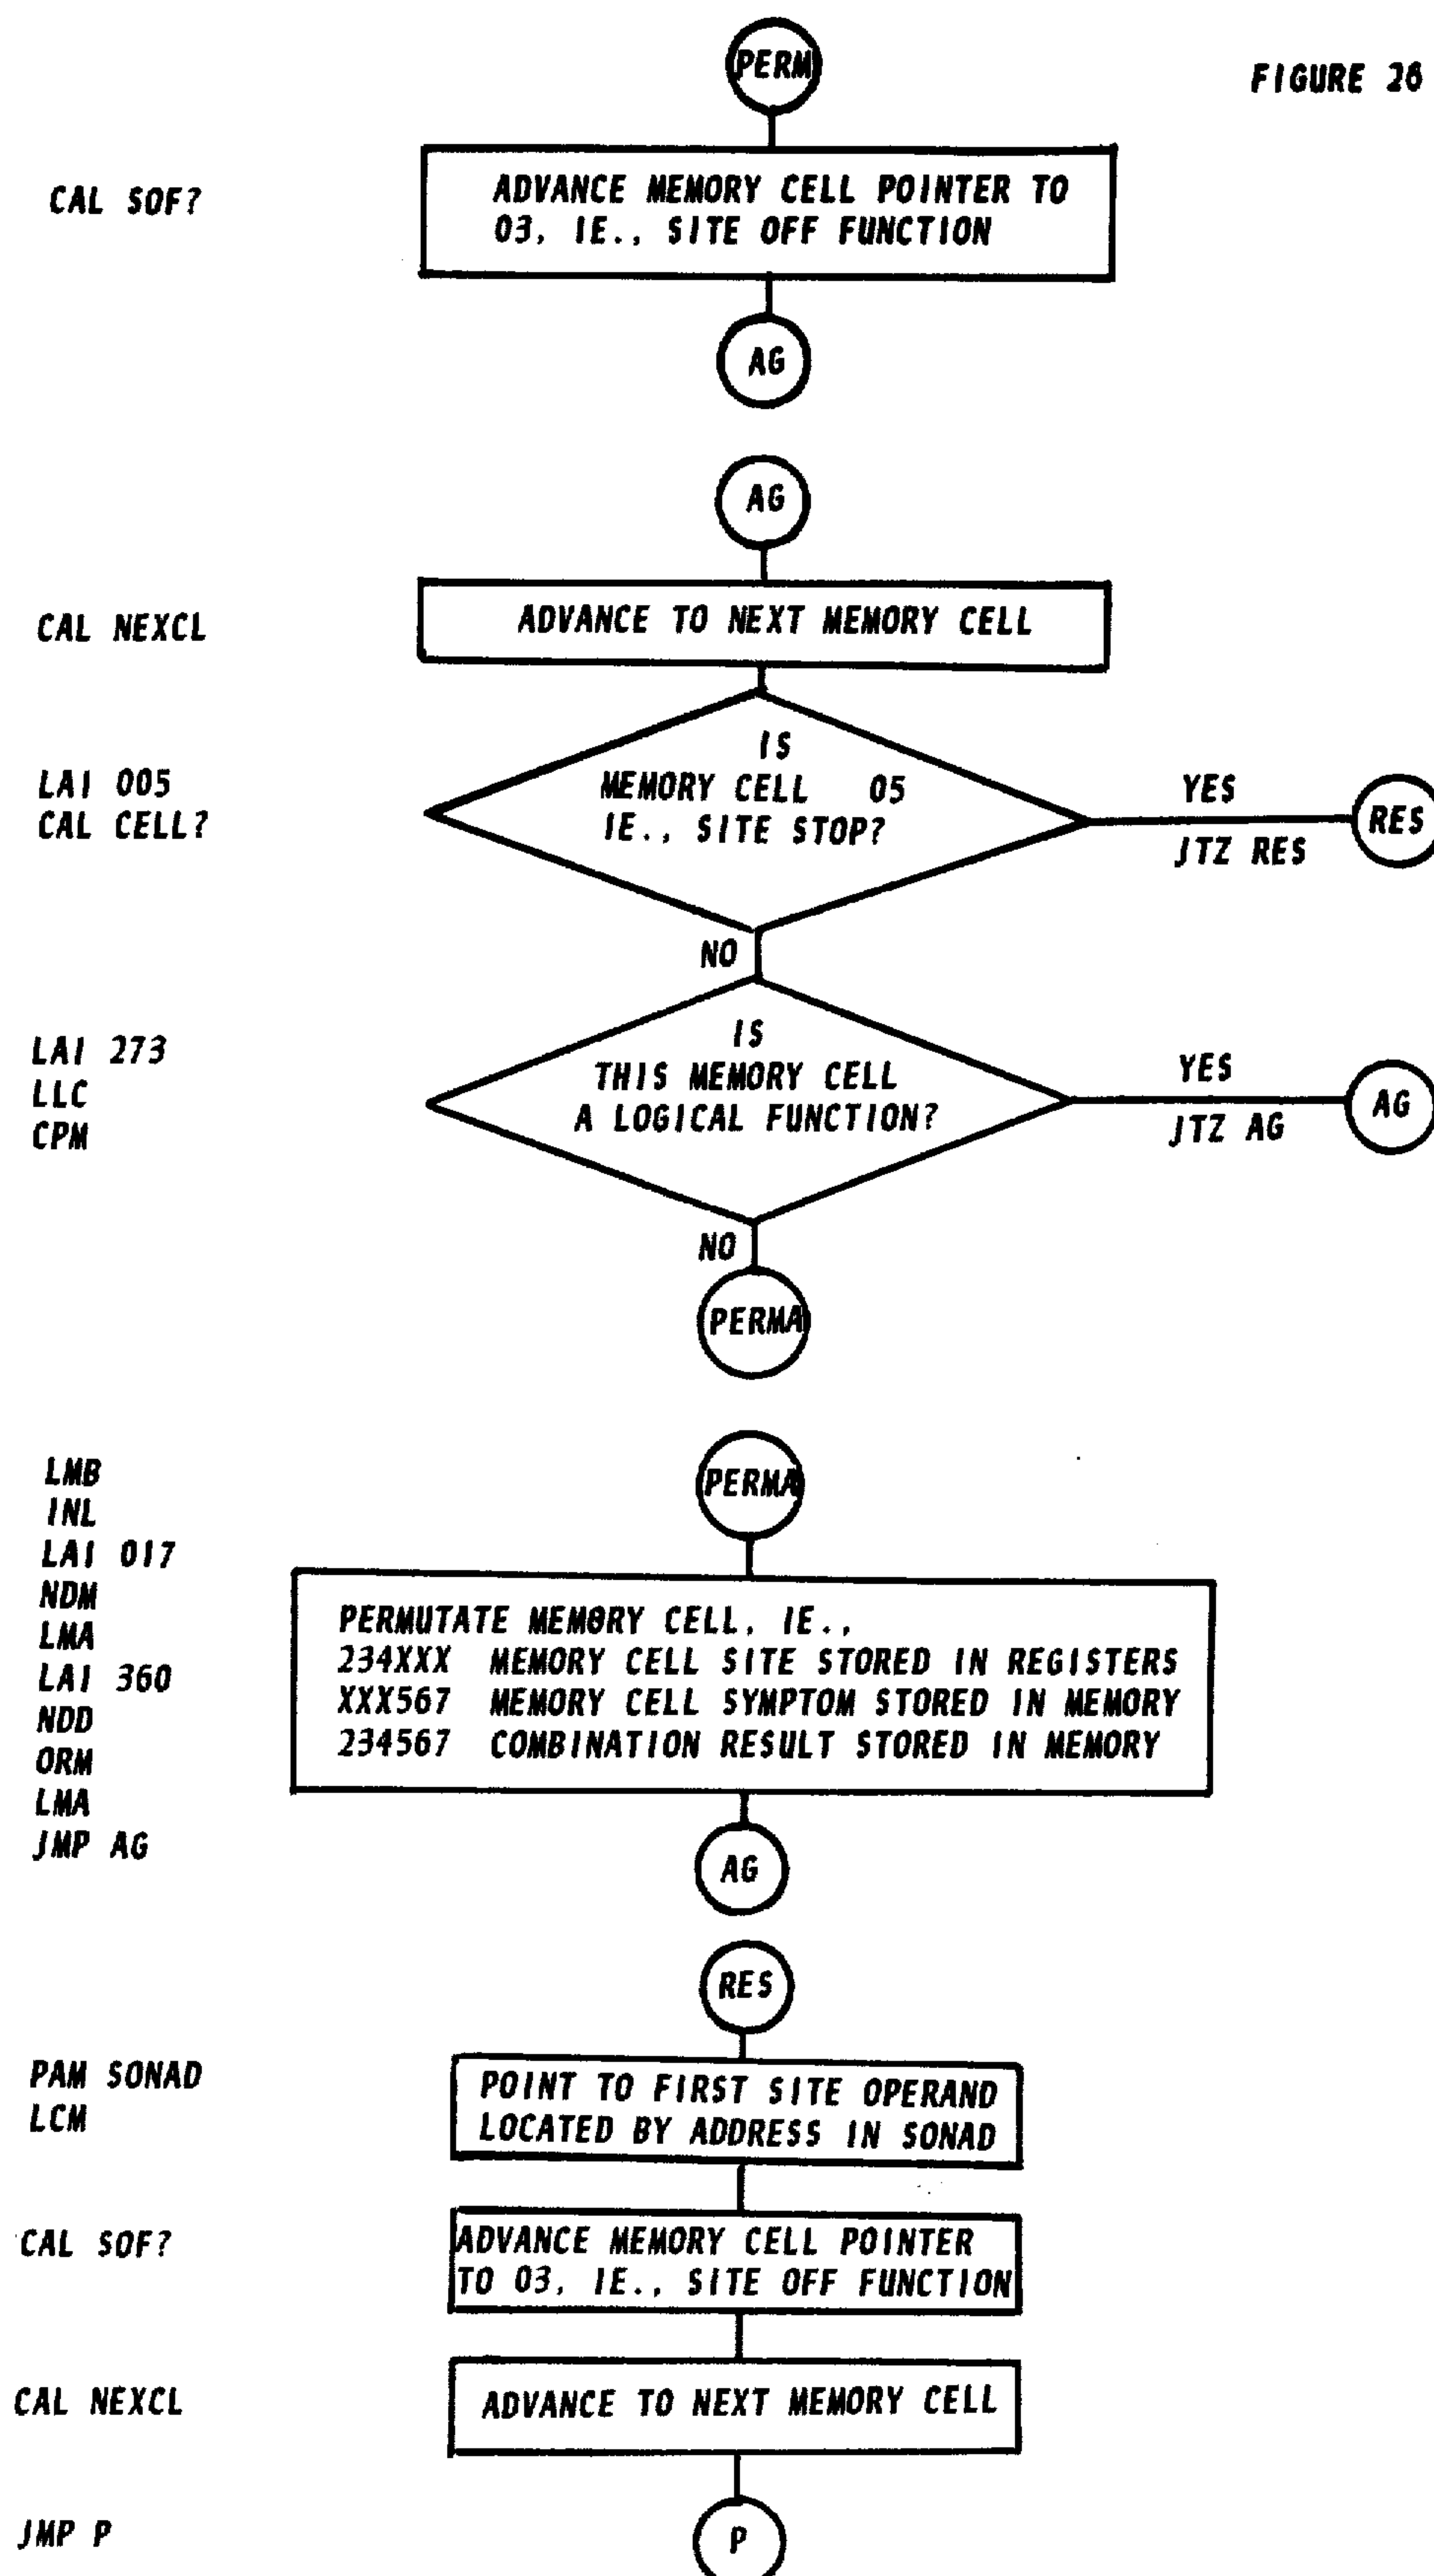 PERM
FIGURE 28
CAL SOF?
ADVANCE MEMORY CELL POINTER TO
03, IE., SITE OFF FUNCTION
AG
AG
CAL NEXCL
ADVANCE TO NEXT MEMORY CELL
LAI 005
CAL CELL?
IS
MEMORY CELL 05
IE., SITE STOP?
YES
JTZ RES
RES
NO
LAI 273
LLC
CPM
IS
THIS MEMORY CELL
A LOGICAL FUNCTION?
YES
JTZ AG
AG
NO
PERMA
PERMA
LMB
INL
LAI 017
NDM
LMA
LAI 360
NDD
ORM
LMA
JMP AG
PERMUTATE MEMORY CELL, IE.,
234XXX MEMORY CELL SITE STORED IN REGISTERS
XXX567 MEMORY CELL SYMPTOM STORED IN MEMORY
234567 COMBINATION RESULT STORED IN MEMORY
AG
RES
PAM SONAD
LCM
POINT TO FIRST SITE OPERAND
LOCATED BY ADDRESS IN SONAD
CAL SOF?
ADVANCE MEMORY CELL POINTER
TO 03, IE., SITE OFF FUNCTION
CAL NEXCL
ADVANCE TO NEXT MEMORY CELL
JMP P
P